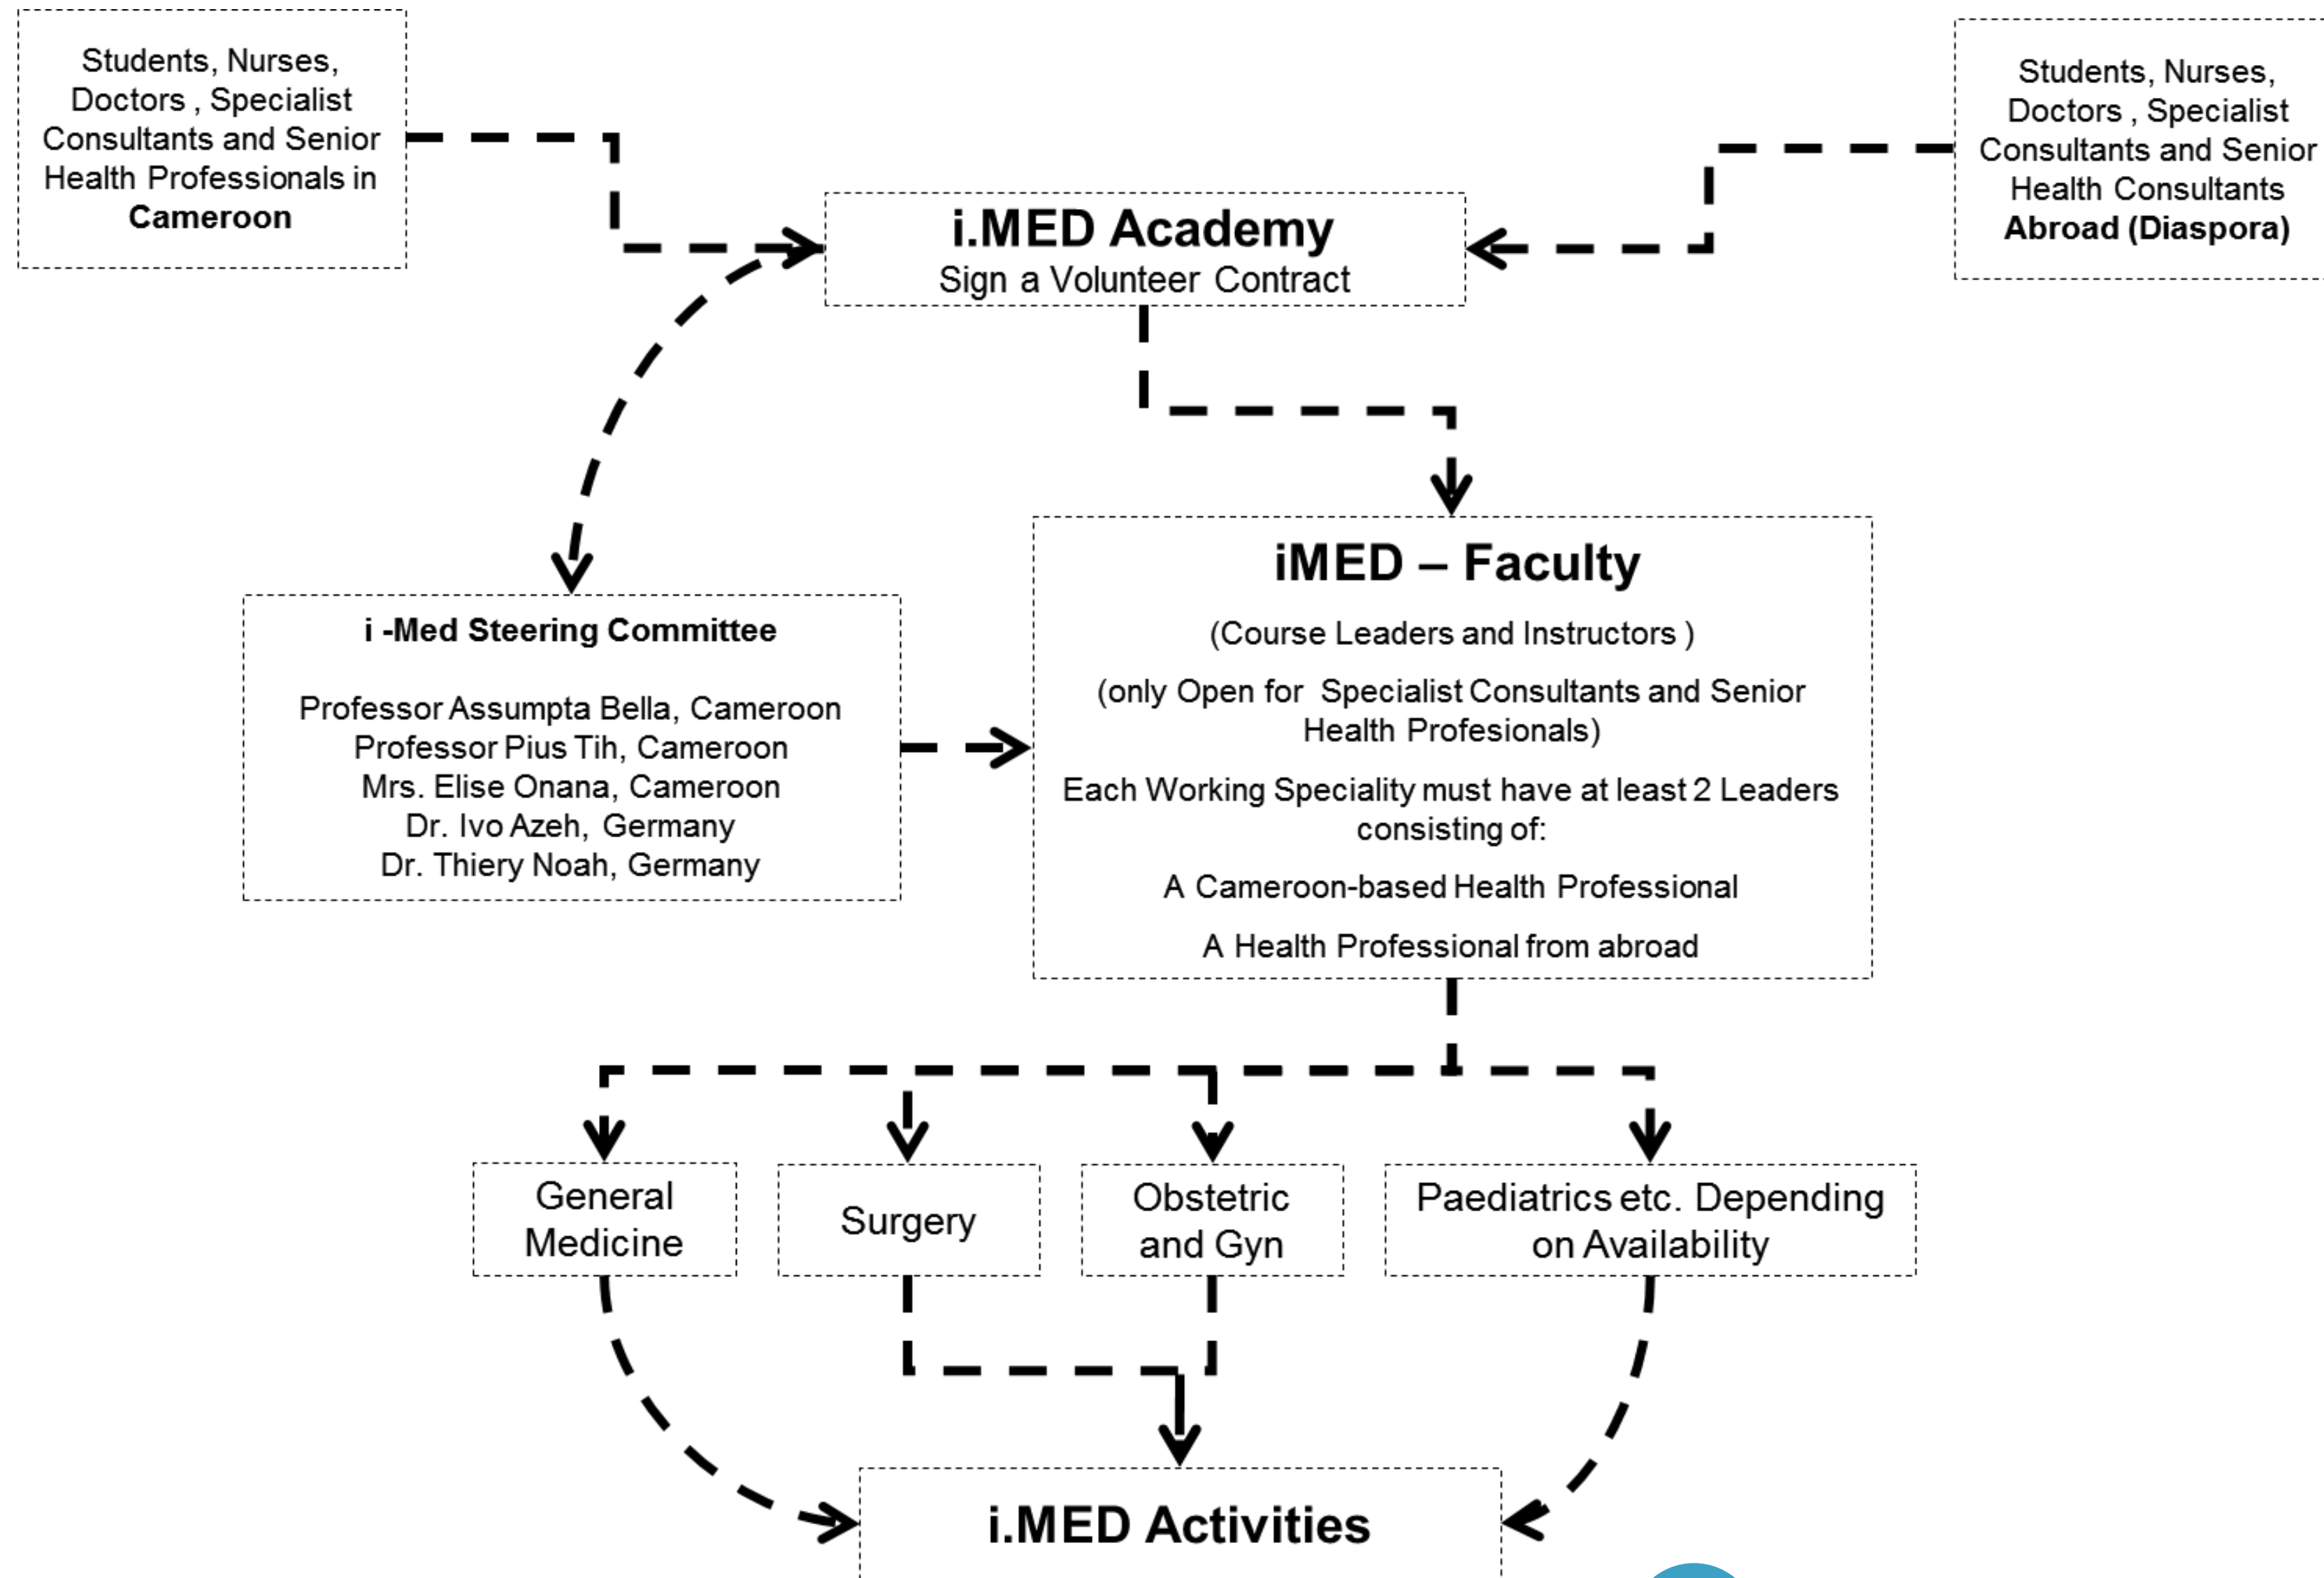 Students, Nurses,
Doctors , Specialist
Consultants and Senior
Health Professionals in
Cameroon
Students, Nurses,
Doctors , Specialist
Consultants and Senior
Health Consultants
Abroad (Diaspora)
i.MED Academy
Sign a Volunteer Contract
i -Med Steering Committee
Professor Assumpta Bella, Cameroon
Professor Pius Tih, Cameroon
Mrs. Elise Onana, Cameroon
Dr. Ivo Azeh, Germany
Dr. Thiery Noah, Germany
iMED – Faculty
(Course Leaders and Instructors )
(only Open for Specialist Consultants and Senior
Health Profesionals)
Each Working Speciality must have at least 2 Leaders
consisting of:
A Cameroon-based Health Professional
A Health Professional from abroad
General
Medicine
Surgery
Obstetric
and Gyn
Paediatrics etc. Depending
on Availability
i.MED Activities